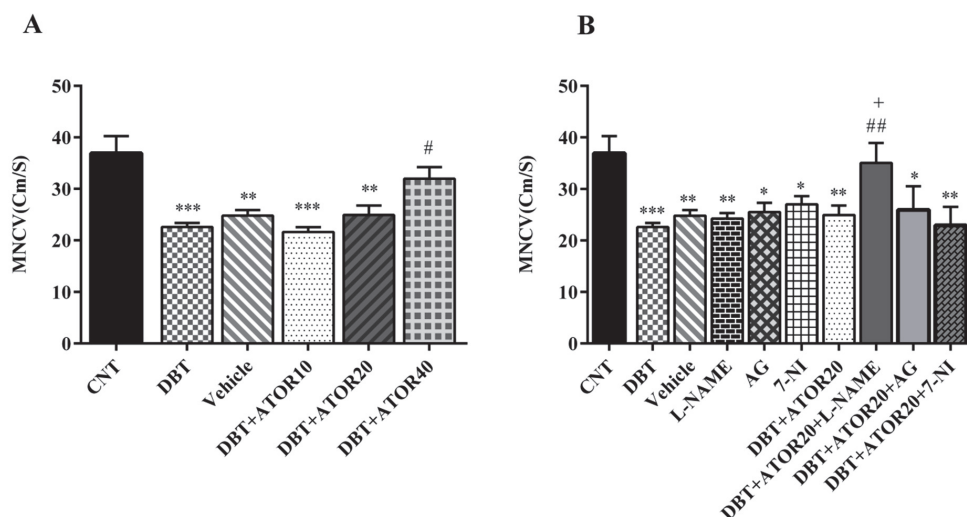 A
MNCV(Cm/S)
50
40
30
20
10
0
***
**
***
**
#
CNT
DBT
Vehicle
DBT+ATOR10
DBT+ATOR20
DBT+ATOR40
B
MNCV(Cm/S)
50
40
30
20
10
0
***
**
**
*
*
**
+
##
*
**
CNT
DBT
Vehicle
L-NAME
AG
7-NI
DBT+ATOR20
DBT+ATOR20+L-NAME
DBT+ATOR20+AG
DBT+ATOR20+7-NI